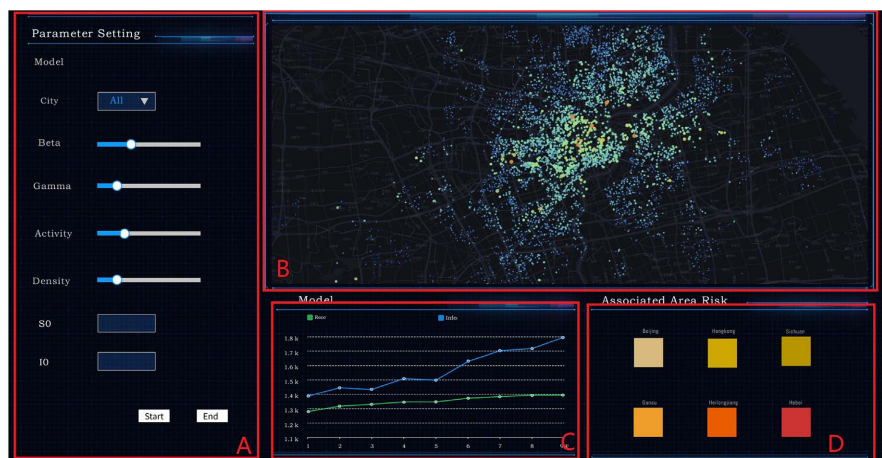 Parameter Setting
Model
City
All
Beta
Gamma
Activity
Density
S0
I0
Start
End
A
B
Model
Reco
Info
1.8 k
1.7 k
1.6 k
1.5 k
1.4 k
1.3 k
1.2 k
1.1 k
1 2 3 4 5 6 7 8
C
Associated Area Risk
Beijing
Hongkong
Sichuan
Gansu
Heilongjiang
Hebei
D